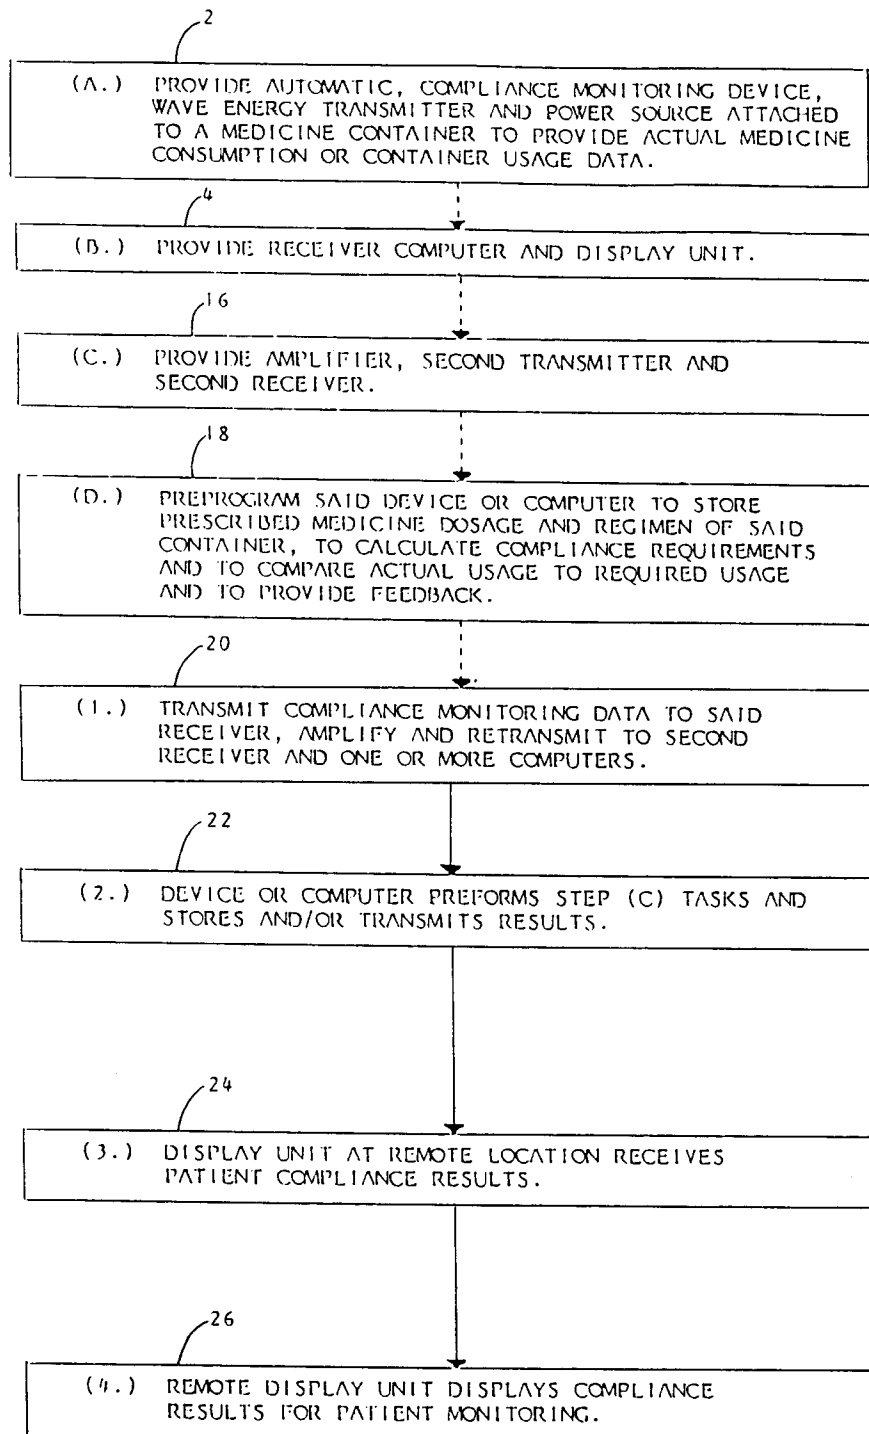 2
(A.) PROVIDE AUTOMATIC, COMPLIANCE MONITORING DEVICE,
WAVE ENERGY TRANSMITTER AND POWER SOURCE ATTACHED
TO A MEDICINE CONTAINER TO PROVIDE ACTUAL MEDICINE
CONSUMPTION OR CONTAINER USAGE DATA.
4
(B.) PROVIDE RECEIVER COMPUTER AND DISPLAY UNIT.
16
(C.) PROVIDE AMPLIFIER, SECOND TRANSMITTER AND
SECOND RECEIVER.
18
(D.) PREPROGRAM SAID DEVICE OR COMPUTER TO STORE
PRESCRIBED MEDICINE DOSAGE AND REGIMEN OF SAID
CONTAINER, TO CALCULATE COMPLIANCE REQUIREMENTS
AND TO COMPARE ACTUAL USAGE TO REQUIRED USAGE
AND TO PROVIDE FEEDBACK.
20
(1.) TRANSMIT COMPLIANCE MONITORING DATA TO SAID
RECEIVER, AMPLIFY AND RETRANSMIT TO SECOND
RECEIVER AND ONE OR MORE COMPUTERS.
22
(2.) DEVICE OR COMPUTER PREFORMS STEP (C) TASKS AND
STORES AND/OR TRANSMITS RESULTS.
24
(3.) DISPLAY UNIT AT REMOTE LOCATION RECEIVES
PATIENT COMPLIANCE RESULTS.
26
(4.) REMOTE DISPLAY UNIT DISPLAYS COMPLIANCE
RESULTS FOR PATIENT MONITORING.